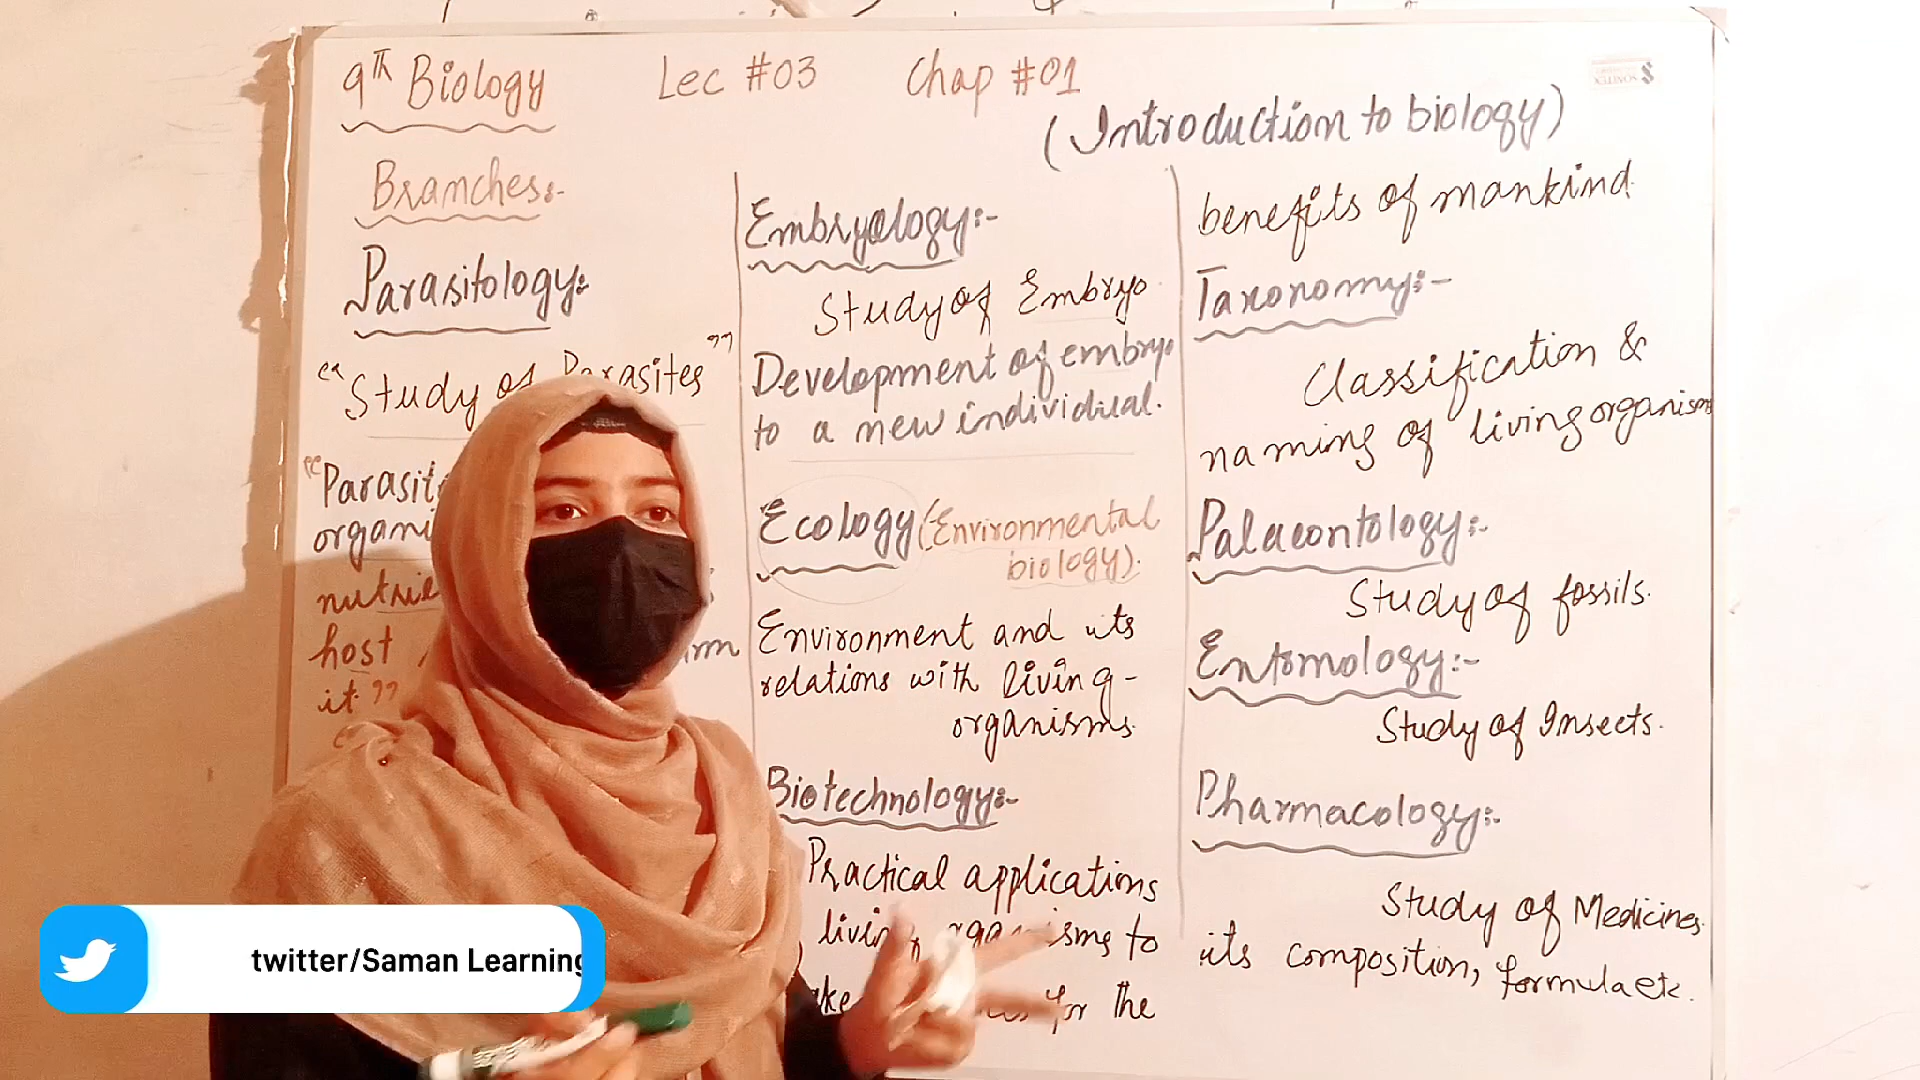 9TH Biology Lec #03 Chap #01
(Introduction to biology)
Branches:-
Parasitology:-
"Study of Parasites"
"Parasit
organi
nutrie
host
it"
Embryology:-
Study of Embryo
Development of embryo
to a new individual.
Ecology (Environmental
biology).
Environment and its
relations with living-
organisms.
Biotechnology:-
Practical applications
living organisms to
for the
benefits of mankind.
Taxonomy:-
Classification &
naming of living organism
Palaeontology:-
Study of fossils.
Entomology:-
Study of Insects.
Pharmacology:-
Study of Medicines.
its composition, formula etc.
twitter/Saman Learning